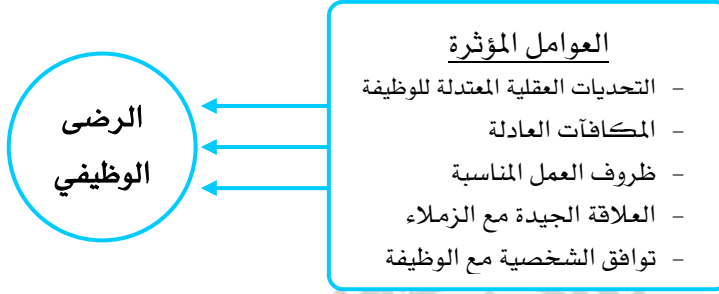 العوامل المؤثرة
- التحديات العقلية المعتدلة للوظيفة
- المكافآت العادلة
- ظروف العمل المناسبة
- العلاقة الجيدة مع الزملاء
- توافق الشخصية مع الوظيفة
الرضى
الوظيفي